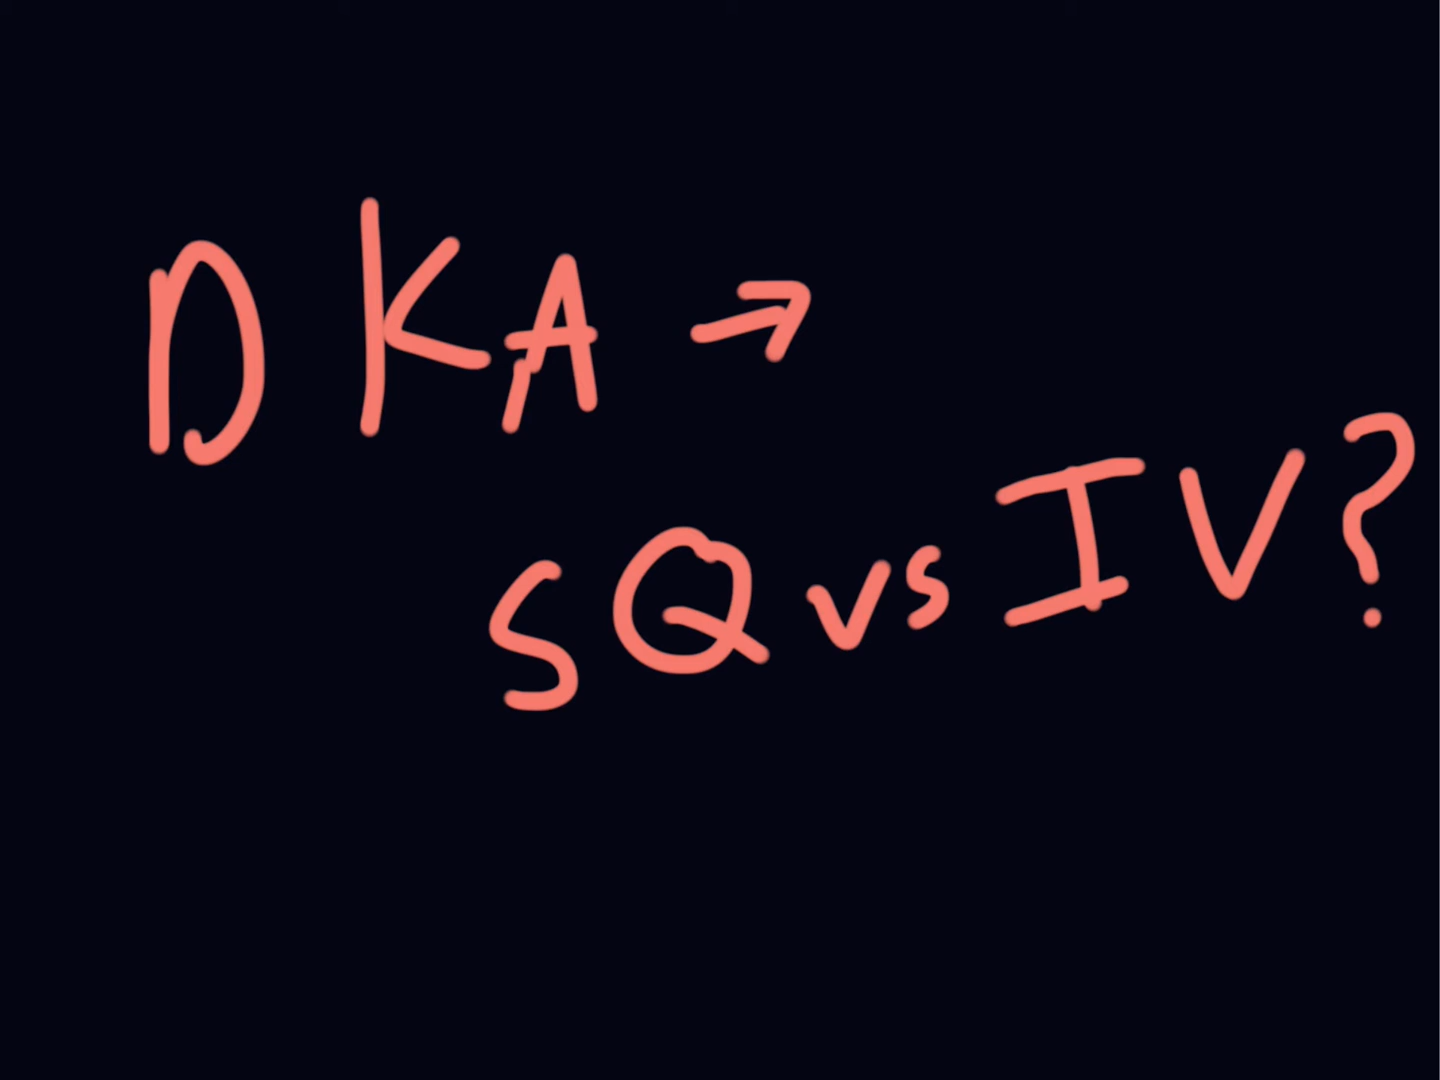 DKA →
SQ vs IV?